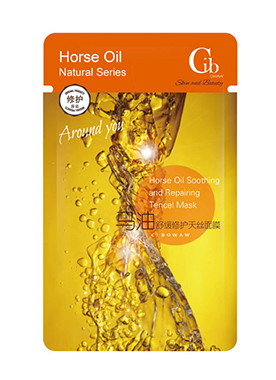 Horse Oil
Natural Series
Gb
Skin and Beauty
修护
Around you
Horse Oil Soothing
and Repairing
Tencel Mask
马油舒缓修护天丝面膜
C'BOWAW